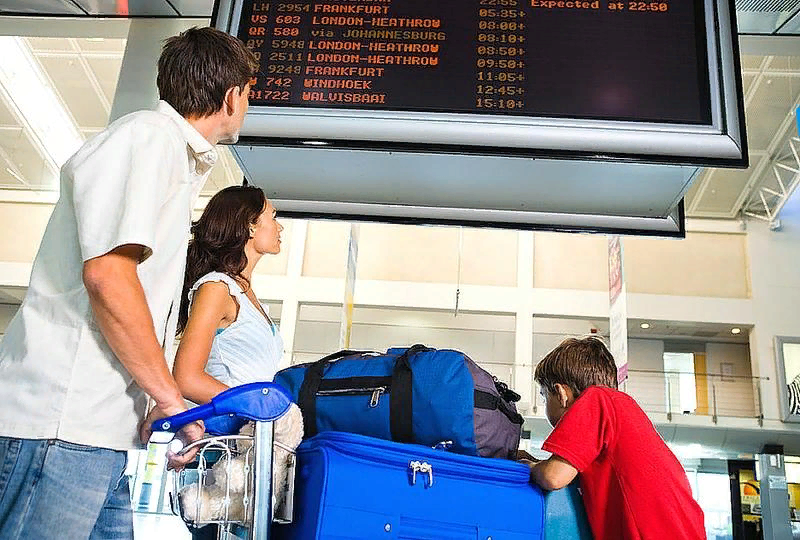 22:55+ Expected at 22:50
LH 2954 FRANKFURT 05:35+
VS 603 LONDON-HEATHROW 08:00+
QR 580 via JOHANNESBURG 08:10+
QV 5948 LONDON-HEATHROW 08:50+
2511 LONDON-HEATHROW 09:50+
9248 FRANKFURT 11:05+
742 WINDHOEK 12:45+
1722 WALVISBAAI 15:10+